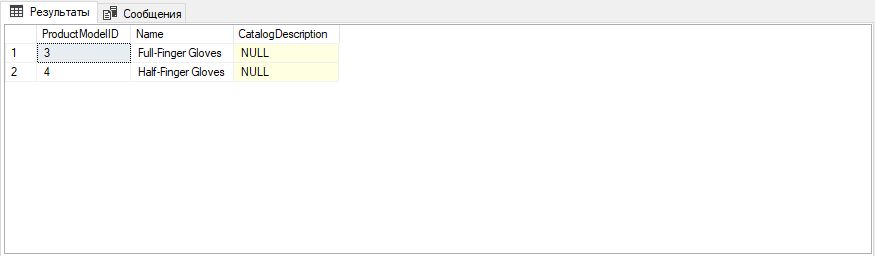 Результаты Сообщения
ProductModelID Name CatalogDescription
1 3 Full-Finger Gloves NULL
2 4 Half-Finger Gloves NULL